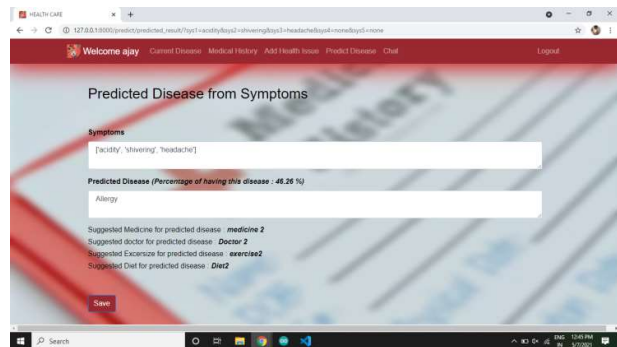 HEALTH CARE
127.0.0.1:8000/predict/predicted_result/?sys1=acidity&sys2=shivering&sys3=headache&sys4=none&sys5=none
Welcome ajay Current Disease Medical History Add Health Issue Predict Disease Chat Logout
Medical
History
Predicted Disease from Symptoms
Symptoms
['acidity', 'shivering', 'headache']
Predicted Disease (Percentage of having this disease : 46.26 %)
Allergy
Suggested Medicine for predicted disease : medicine 2
Suggested doctor for predicted disease : Doctor 2
Suggested Excersize for predicted disease : exercise2
Suggested Diet for predicted disease : Diet2
Save
Search
ENG 12:45 PM
IN 5/7/2021